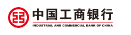 中国工商银行
INDUSTRIAL AND COMMERCIAL BANK OF CHINA